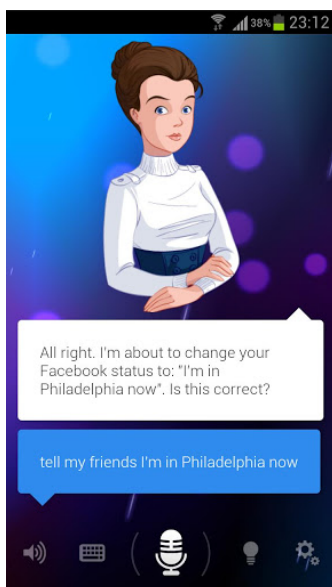 38% 23:12
All right. I'm about to change your
Facebook status to: "I'm in
Philadelphia now". Is this correct?
tell my friends I'm in Philadelphia now